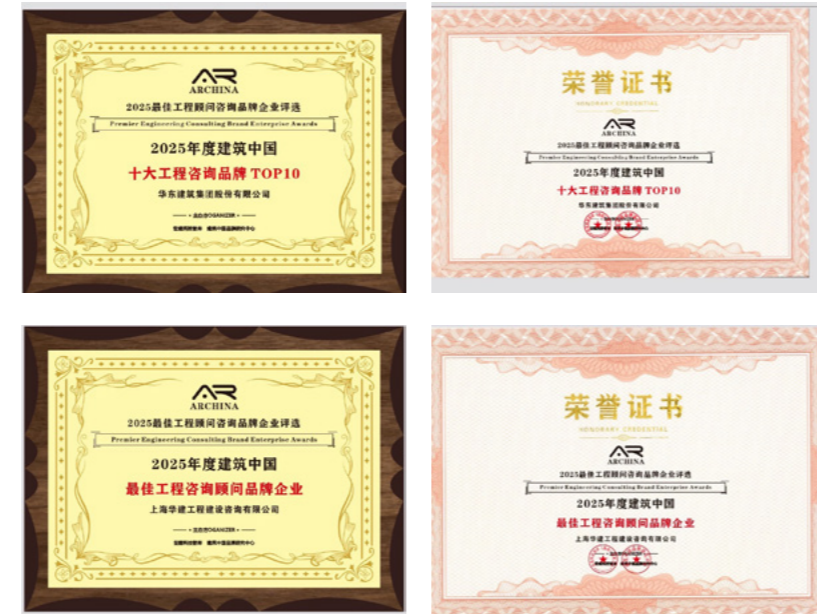 AR
ARCHINA
2025最佳工程顾问咨询品牌企业评选
Premier Engineering Consulting Brand Enterprise Awards
2025年度建筑中国
十大工程咨询品牌 TOP10
华东建筑集团股份有限公司
荣誉证书
HONORARY CREDENTIAL
AR
ARCHINA
2025最佳工程顾问咨询品牌企业评选
Premier Engineering Consulting Brand Enterprise Awards
2025年度建筑中国
十大工程咨询品牌 TOP10
华东建筑集团股份有限公司
AR
ARCHINA
2025最佳工程顾问咨询品牌企业评选
Premier Engineering Consulting Brand Enterprise Awards
2025年度建筑中国
最佳工程咨询顾问品牌企业
上海华建工程建设咨询有限公司
荣誉证书
HONORARY CREDENTIAL
AR
ARCHINA
2025最佳工程顾问咨询品牌企业评选
Premier Engineering Consulting Brand Enterprise Awards
2025年度建筑中国
最佳工程咨询顾问品牌企业
上海华建工程建设咨询有限公司